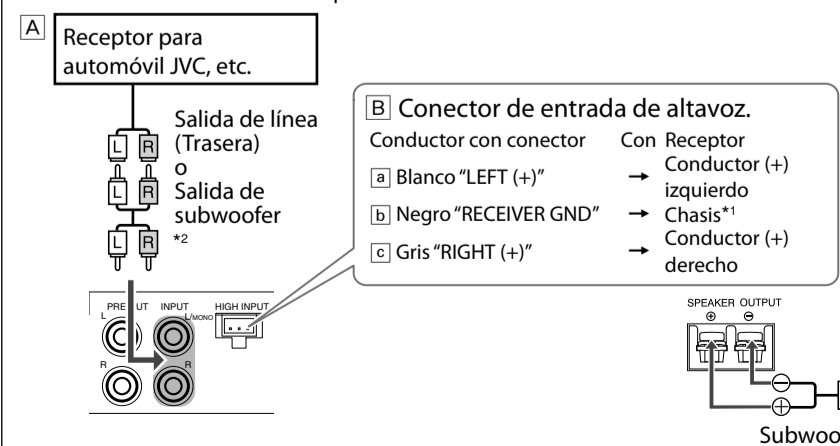 A
Receptor para
automóvil JVC, etc.
Salida de línea
(Trasera)
o
Salida de
subwoofer
*2
L R
L R
L R
B Conector de entrada de altavoz.
Conductor con conector Con Receptor
a Blanco “LEFT (+)” → Conductor (+)
izquierdo
b Negro “RECEIVER GND” → Chasis*1
c Gris “RIGHT (+)” → Conductor (+)
derecho
INPUT HIGH INPUT
L L/MONO
R R
SPEAKER OUTPUT
⊕ ⊖
⊖
⊕